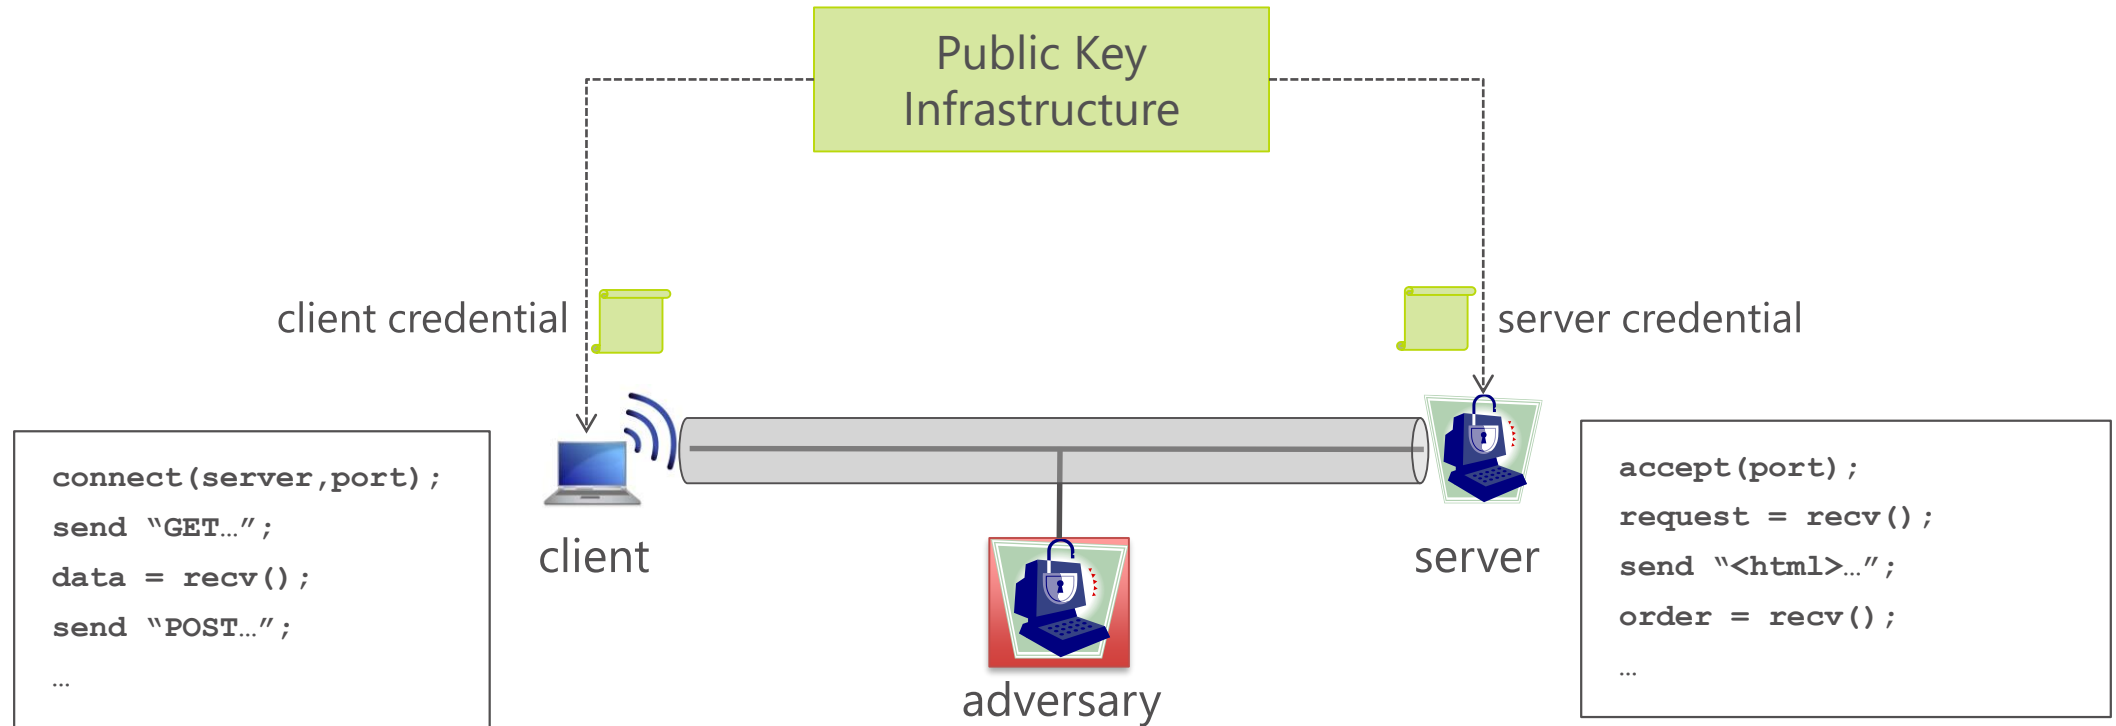 Public Key
Infrastructure
client credential
server credential
connect(server,port);
send “GET…”;
data = recv();
send “POST…”;
…
client
server
accept(port);
request = recv();
send “<html>…”;
order = recv();
…
adversary